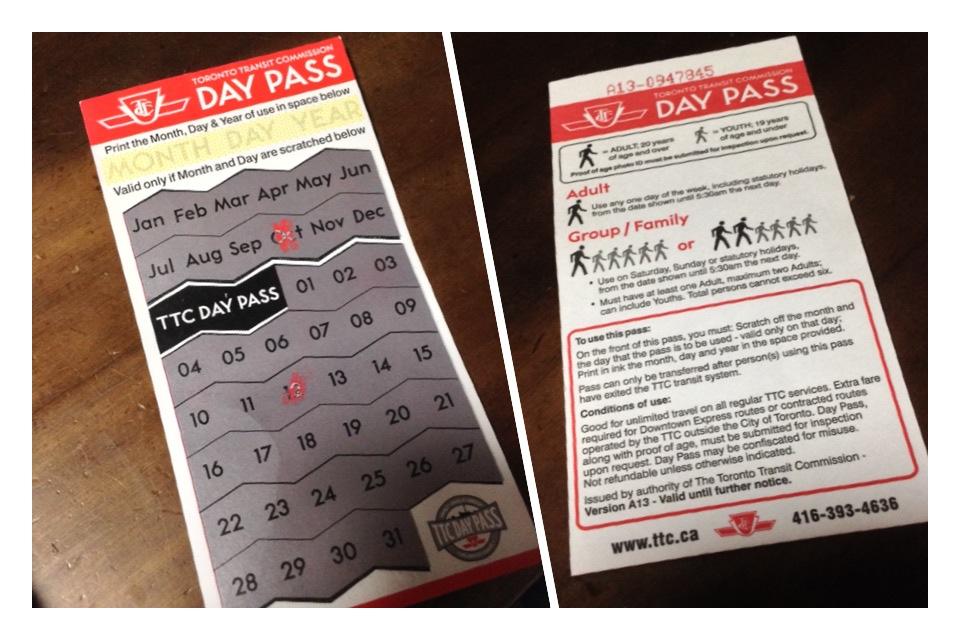 TORONTO TRANSIT COMMISSION
DAY PASS
Print the Month, Day & Year of use in space below
MONTH DAY YEAR
Valid only if Month and Day are scratched below
Jan Feb Mar Apr May Jun
Jul Aug Sep t Nov Dec
TTC DAY PASS 01 02 03
04 05 06 07 08 09
10 11 13 14 15
16 17 18 19 20 21
22 23 24 25 26 27
28 29 30 31
TTC DAY PASS
A13-0947845
TORONTO TRANSIT COMMISSION
DAY PASS
= ADULT; 20 years
of age and over
= YOUTH; 19 years
of age and under
Proof of age photo ID must be submitted for inspection upon request.
Adult
Use any one day of the week, including statutory holidays,
from the date shown until 5:30am the next day.
Group / Family
or
• Use on Saturday, Sunday or statutory holidays,
from the date shown until 5:30am the next day.
• Must have at least one Adult, maximum two Adults;
can include Youths. Total persons cannot exceed six.
To use this pass:
On the front of this pass, you must: Scratch off the month and
the day that the pass is to be used - valid only on that day;
Print in ink the month, day and year in the space provided.
Pass can only be transferred after person(s) using this pass
have exited the TTC transit system.
Conditions of use:
Good for unlimited travel on all regular TTC services. Extra fare
required for Downtown Express routes or contracted routes
operated by the TTC outside the City of Toronto. Day Pass,
along with proof of age, must be submitted for inspection
upon request. Day Pass may be confiscated for misuse.
Not refundable unless otherwise indicated.
Issued by authority of The Toronto Transit Commission -
Version A13 - Valid until further notice.
www.ttc.ca 416-393-4636